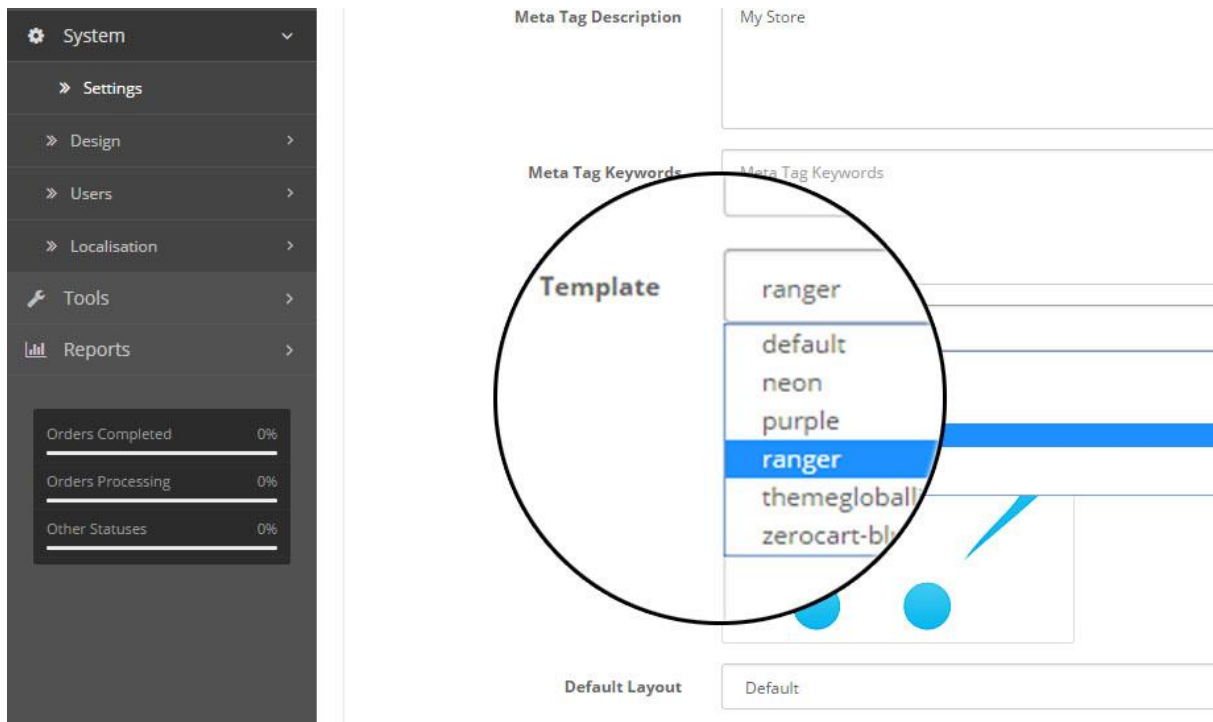 System
Settings
Design
Users
Localisation
Tools
Reports
Orders Completed 0%
Orders Processing 0%
Other Statuses 0%
Meta Tag Description My Store
Meta Tag Keywords Meta Tag Keywords
Template ranger
default
neon
purple
ranger
Default Layout Default